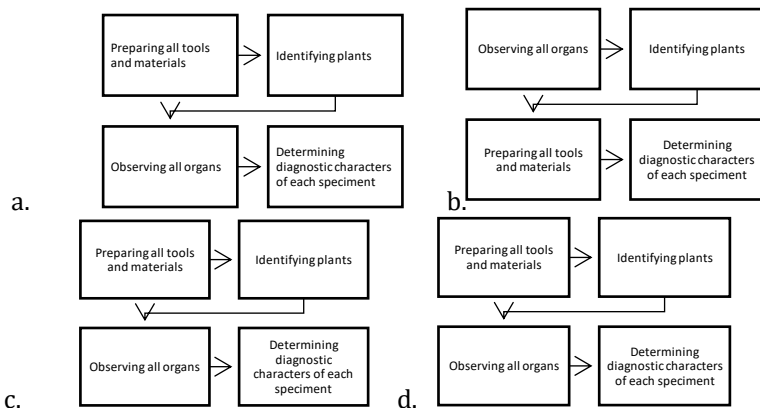 Preparing all tools
and materials
Identifying plants
Observing all organs
Determining
diagnostic characters
of each speciment
a.
Observing all organs
Identifying plants
Preparing all tools
and materials
Determining
diagnostic characters
of each speciment
b.
Preparing all tools
and materials
Identifying plants
Observing all organs
Determining
diagnostic
characters of each
speciment
c.
Preparing all tools
and materials
Identifying plants
Observing all organs
Determining
diagnostic characters
of each speciment
d.